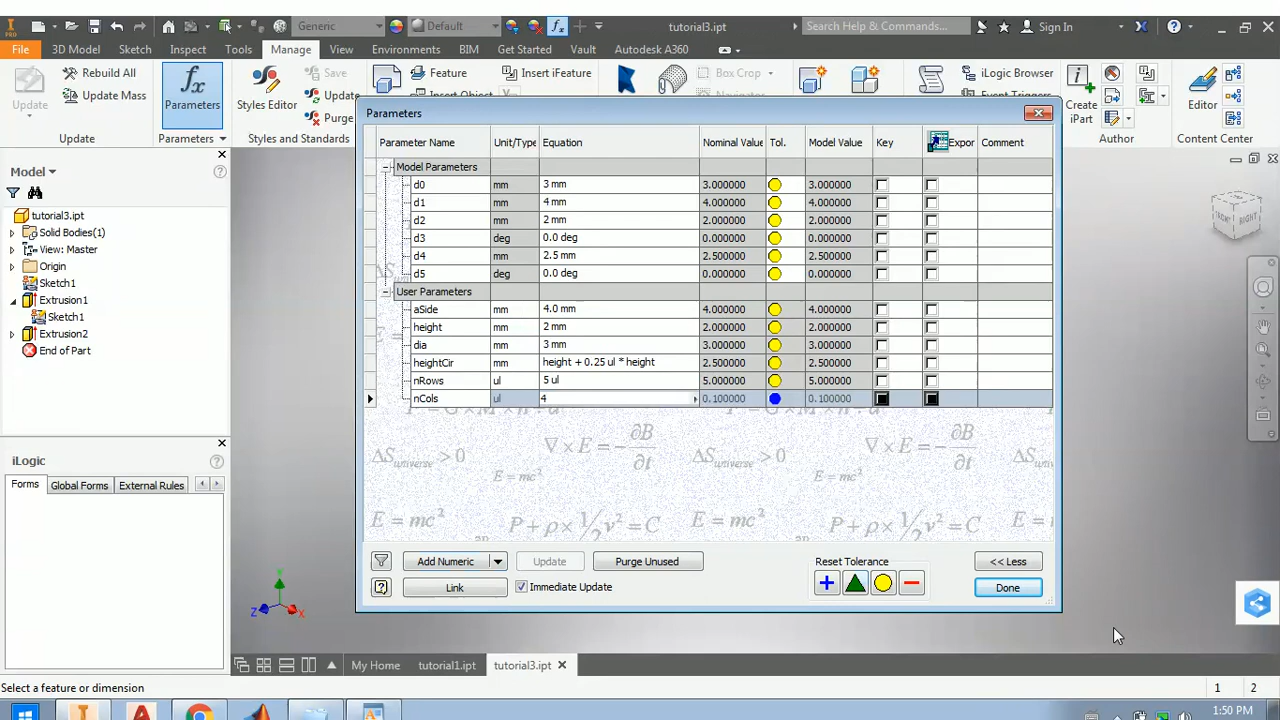 Generic
Default
tutorial3.ipt
Search Help & Commands...
Sign In
PRO
File
3D Model
Sketch
Inspect
Tools
Manage
View
Environments
BIM
Get Started
Vault
Autodesk A360
Update
Rebuild All
Mass Update
Update
fx
Parameters
Parameters
Styles Editor
Save
Update
Purge
Styles and Standards
Feature
Insert Object
Insert iFeature
Box Crop
iLogic Browser
Event Triggers
Create
iPart
Author
Editor
Content Center
Model
tutorial3.ipt
Solid Bodies(1)
View: Master
Origin
Sketch1
Extrusion1
Sketch1
Extrusion2
End of Part
iLogic
Forms
Global Forms
External Rules
Parameters
Parameter Name Unit/Type Equation Nominal Value Tol. Model Value Key Expor Comment
Model Parameters
d0 mm 3 mm 3.000000 3.000000
d1 mm 4 mm 4.000000 4.000000
d2 mm 2 mm 2.000000 2.000000
d3 deg 0.0 deg 0.000000 0.000000
d4 mm 2.5 mm 2.500000 2.500000
d5 deg 0.0 deg 0.000000 0.000000
User Parameters
aSide mm 4.0 mm 4.000000 4.000000
height mm 2 mm 2.000000 2.000000
dia mm 3 mm 3.000000 3.000000
heightCir mm height + 0.25 ul * height 2.500000 2.500000
nRows ul 5 ul 5.000000 5.000000
nCols ul 4 0.100000 0.100000
Add Numeric
Update
Purge Unused
Reset Tolerance
<< Less
Link
Immediate Update
Done
FRONT
RIGHT
Y
Z
X
My Home
tutorial1.ipt
tutorial3.ipt
Select a feature or dimension
1 2
1:50 PM